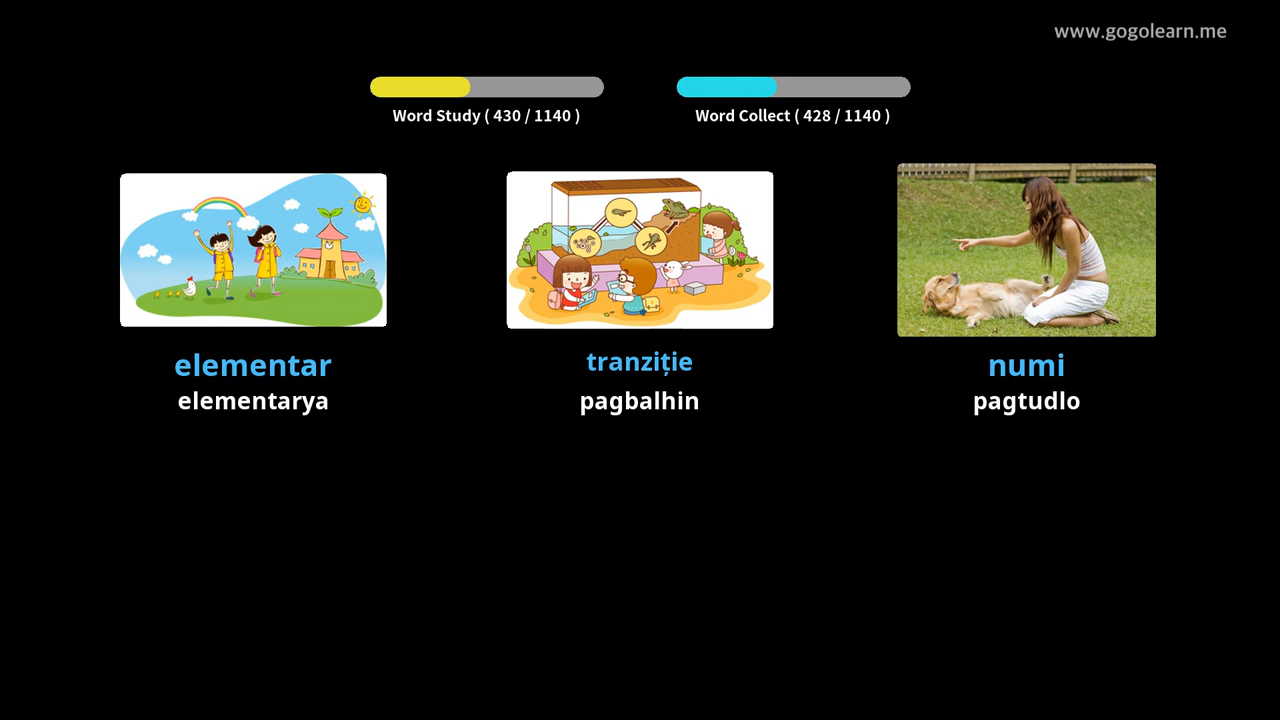 www.gogolearn.me
Word Study ( 430 / 1140 )
Word Collect ( 428 / 1140 )
elementar
elementarya
tranziție
pagbalhin
numi
pagtudlo